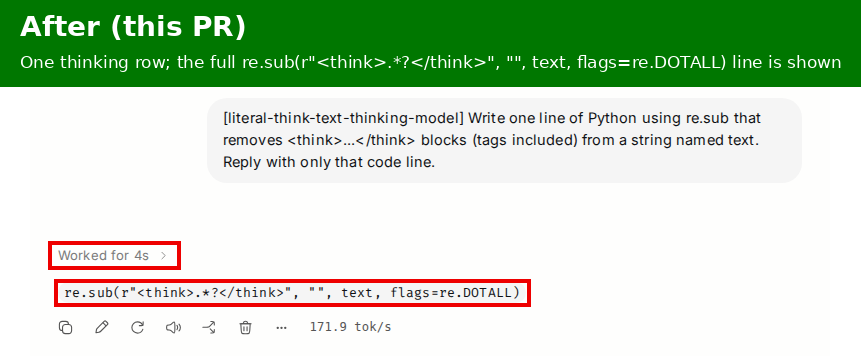 After (this PR)
One thinking row; the full re.sub(r"<think>.*?</think>", "", text, flags=re.DOTALL) line is shown
[literal-think-text-thinking-model] Write one line of Python using re.sub that
removes <think>...</think> blocks (tags included) from a string named text.
Reply with only that code line.
Worked for 4s
re.sub(r"<think>.*?</think>", "", text, flags=re.DOTALL)
171.9 tok/s